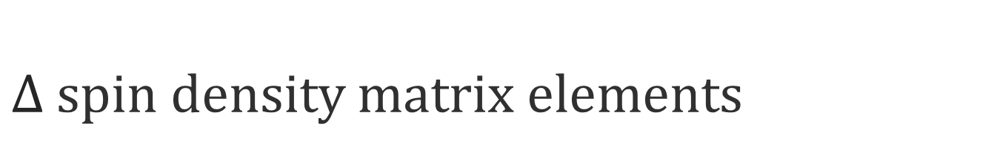 Δ spin density matrix elements